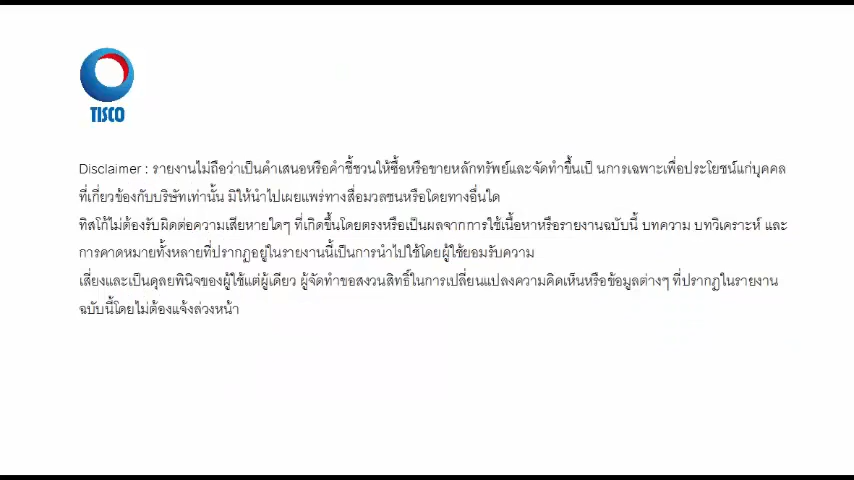 TISCO
Disclaimer : รายงานไม่ถือว่าเป็นคำเสนอหรือคำชี้ชวนให้ซื้อหรือขายหลักทรัพย์และจัดทำขึ้นเป็ นการเฉพาะเพื่อประโยชน์แก่บุคคล
ที่เกี่ยวข้องกับบริษัทเท่านั้น มิให้นำไปเผยแพร่ทางสื่อมวลชนหรือโดยทางอื่นใด
ทิสโก้ไม่ต้องรับผิดต่อความเสียหายใดๆ ที่เกิดขึ้นโดยตรงหรือเป็นผลจากการใช้เนื้อหาหรือรายงานฉบับนี้ บทความ บทวิเคราะห์ และ
การคาดหมายทั้งหลายที่ปรากฏอยู่ในรายงานนี้เป็นการนำไปใช้โดยผู้ใช้ยอมรับความ
เสี่ยงและเป็นดุลยพินิจของผู้ใช้แต่ผู้เดียว ผู้จัดทำขอสงวนสิทธิ์ในการเปลี่ยนแปลงความคิดเห็นหรือข้อมูลต่างๆ ที่ปรากฏในรายงาน
ฉบับนี้โดยไม่ต้องแจ้งล่วงหน้า